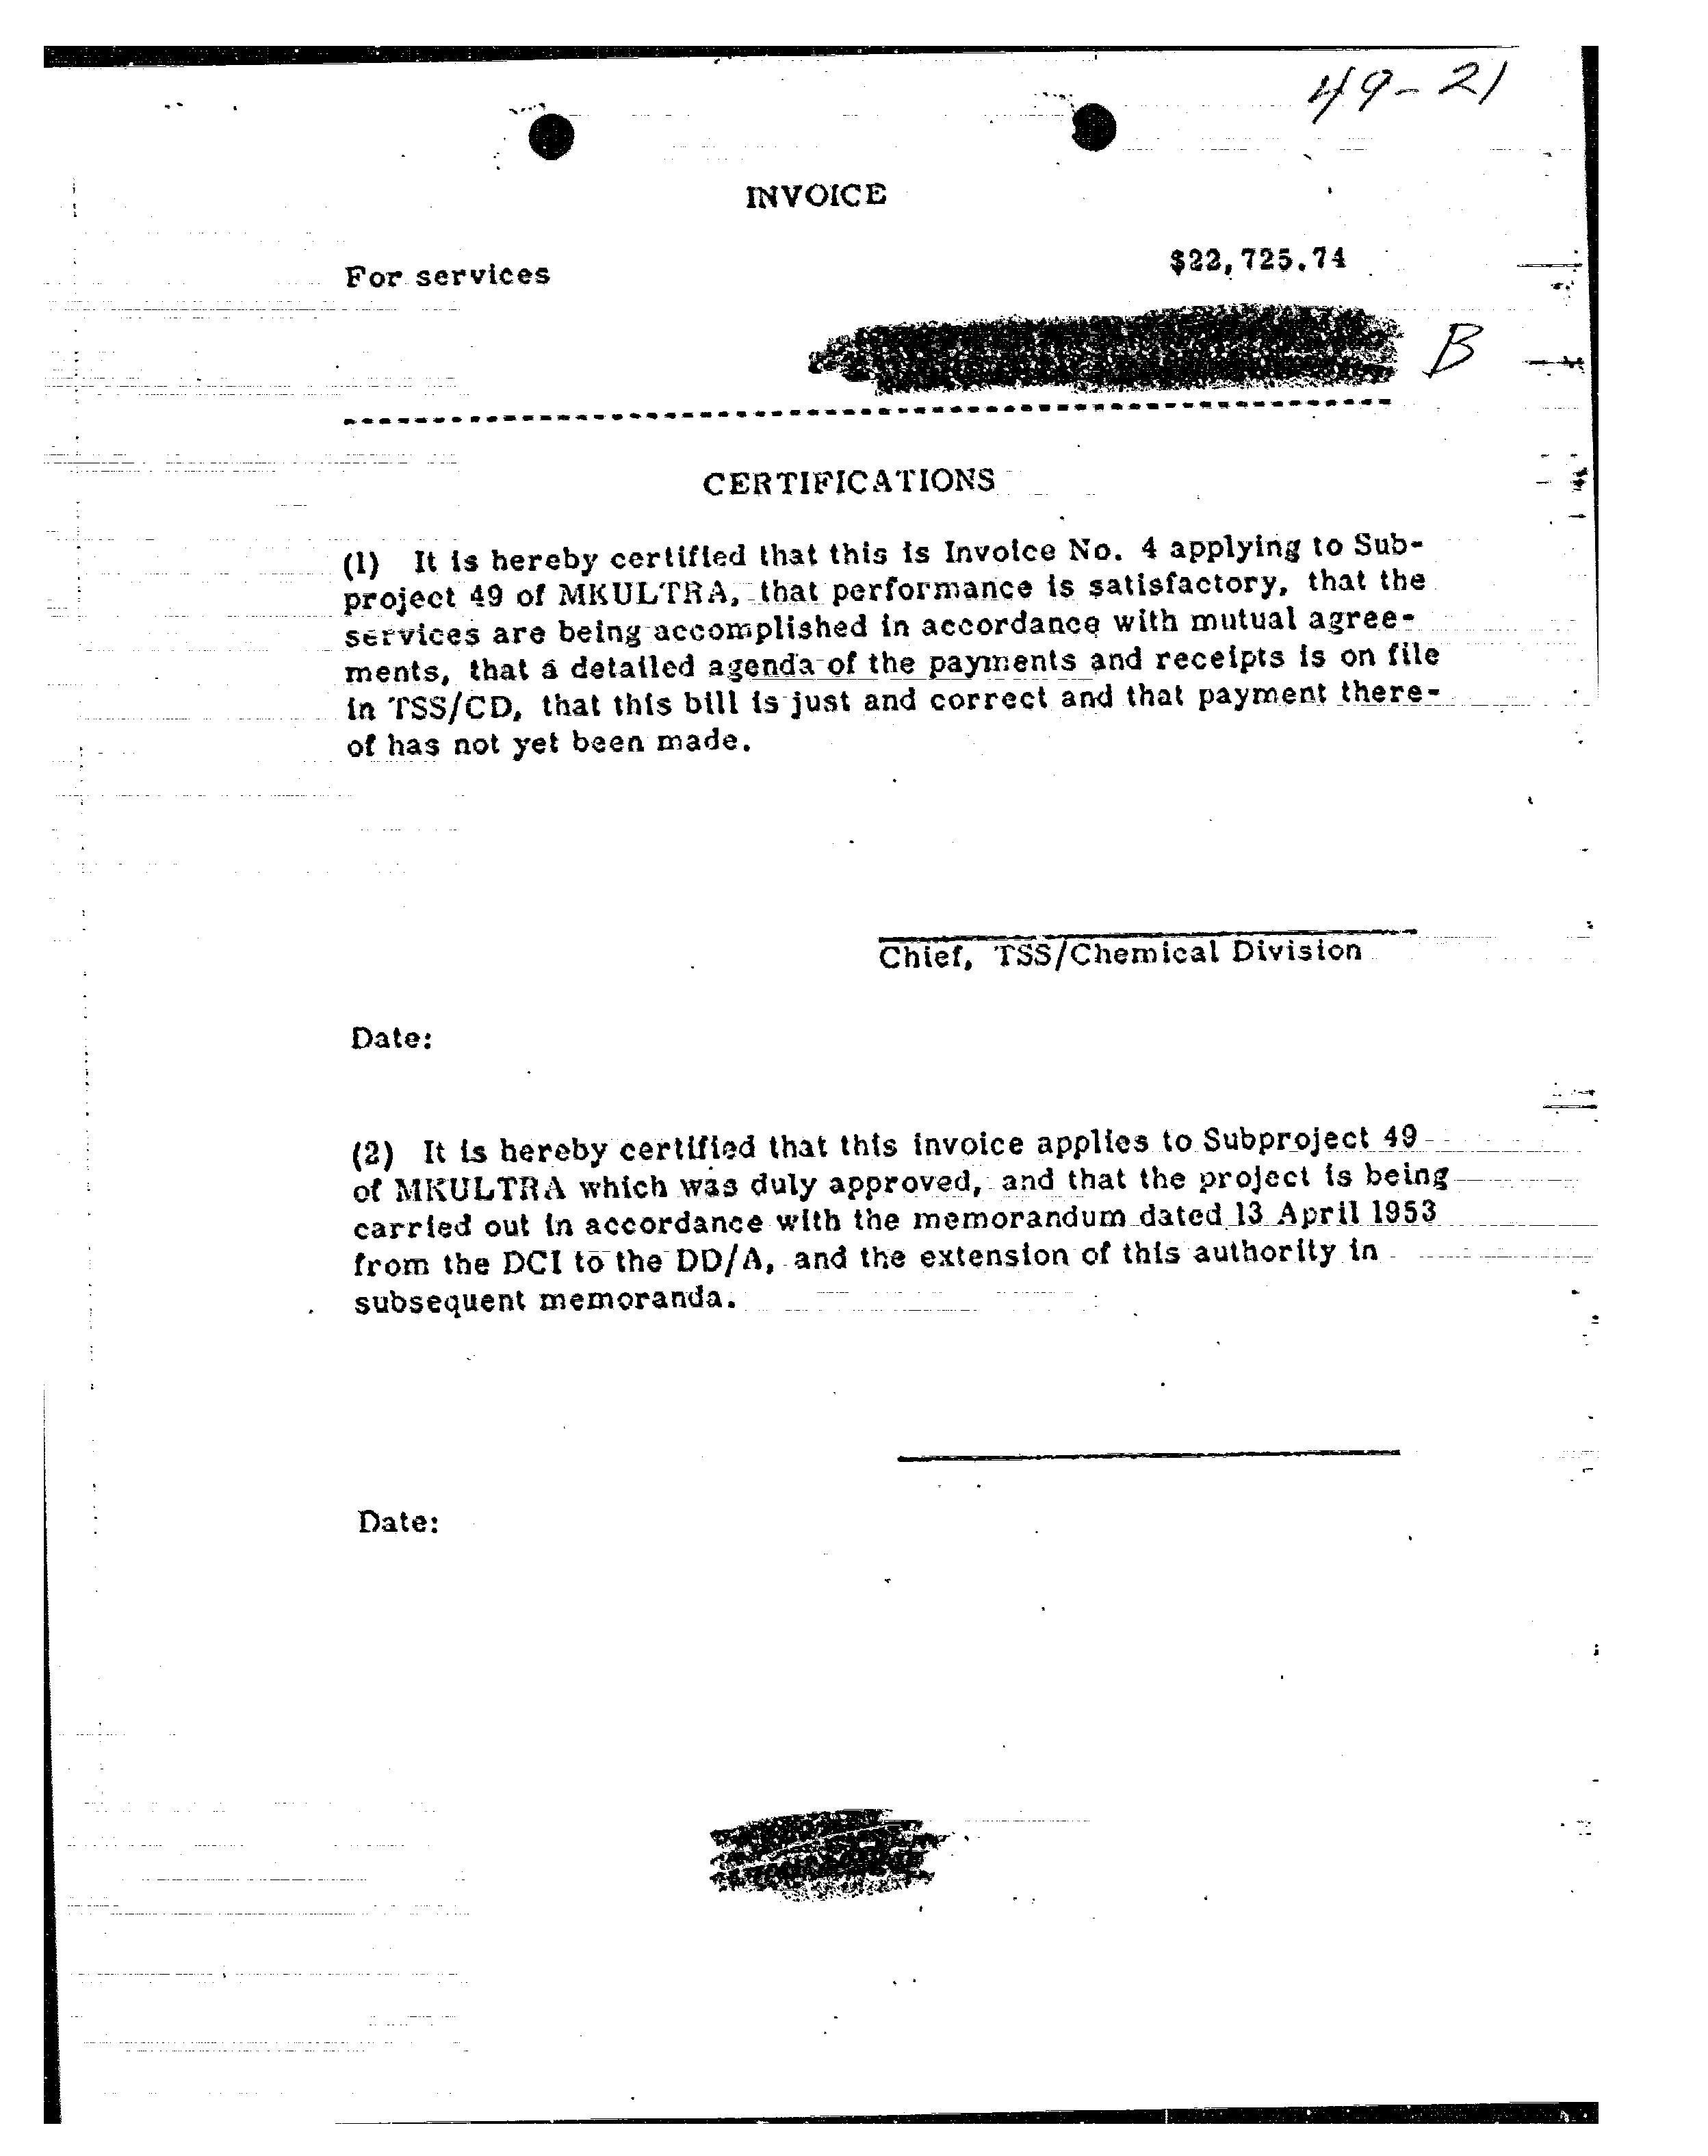 49-21
INVOICE
For services $22,725.74
B
CERTIFICATIONS
(1) It is hereby certified that this is Invoice No. 4 applying to Sub-
project 49 of MKULTRA, that performance is satisfactory, that the
services are being accomplished in accordance with mutual agree-
ments, that a detailed agenda of the payments and receipts is on file
in TSS/CD, that this bill is just and correct and that payment there-
of has not yet been made.
Chief, TSS/Chemical Division
Date:
(2) It is hereby certified that this invoice applies to Subproject 49
of MKULTRA which was duly approved, and that the project is being
carried out in accordance with the memorandum dated 13 April 1953
from the DCI to the DD/A, and the extension of this authority in
subsequent memoranda.
Date: